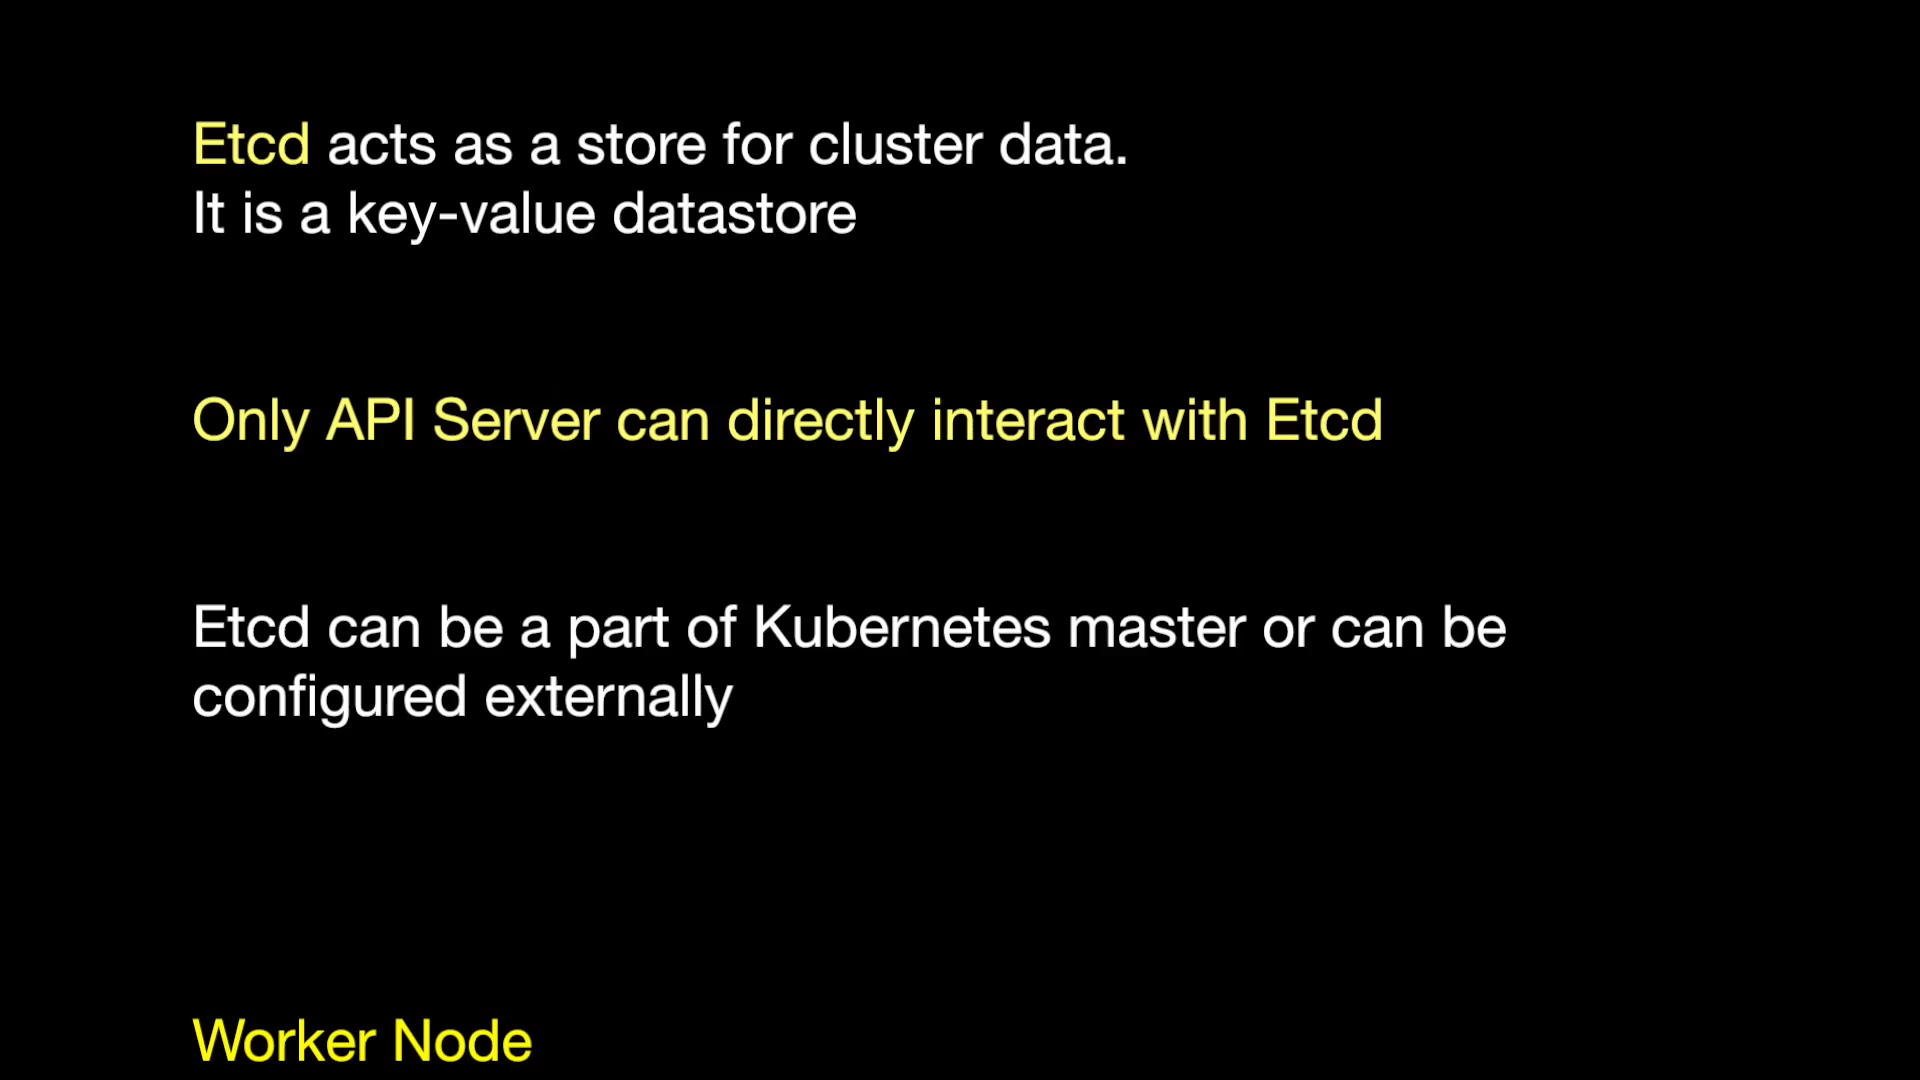 Etcd acts as a store for cluster data.
It is a key-value datastore
Only API Server can directly interact with Etcd
Etcd can be a part of Kubernetes master or can be
configured externally
Worker Node